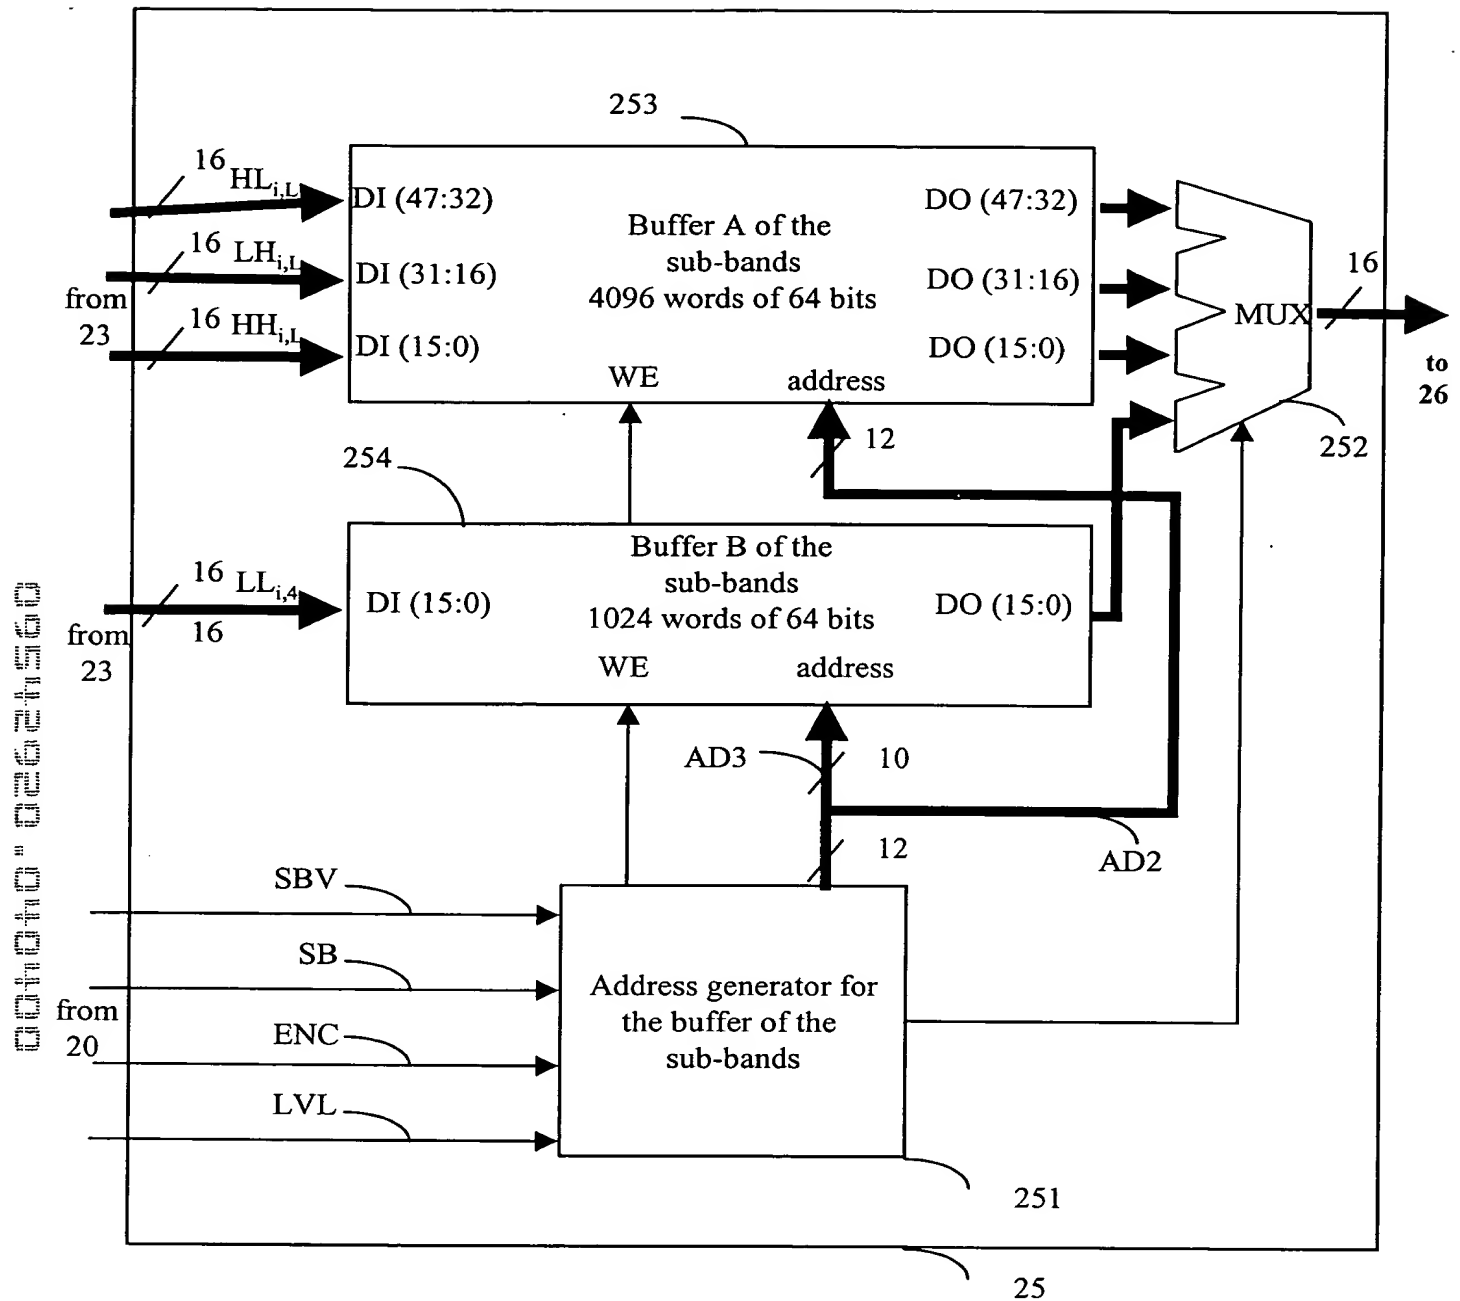 253
16 HLi,L
DI (47:32)
DO (47:32)
Buffer A of the
sub-bands
4096 words of 64 bits
16 LHi,L
DI (31:16)
DO (31:16)
from
23
16 HHi,L
DI (15:0)
DO (15:0)
WE
address
MUX
16
to
26
252
12
254
Buffer B of the
sub-bands
1024 words of 64 bits
16 LLi,4
16
from
23
DI (15:0)
DO (15:0)
WE
address
AD3
10
12
AD2
SBV
SB
from
20
ENC
LVL
Address generator for
the buffer of the
sub-bands
251
25